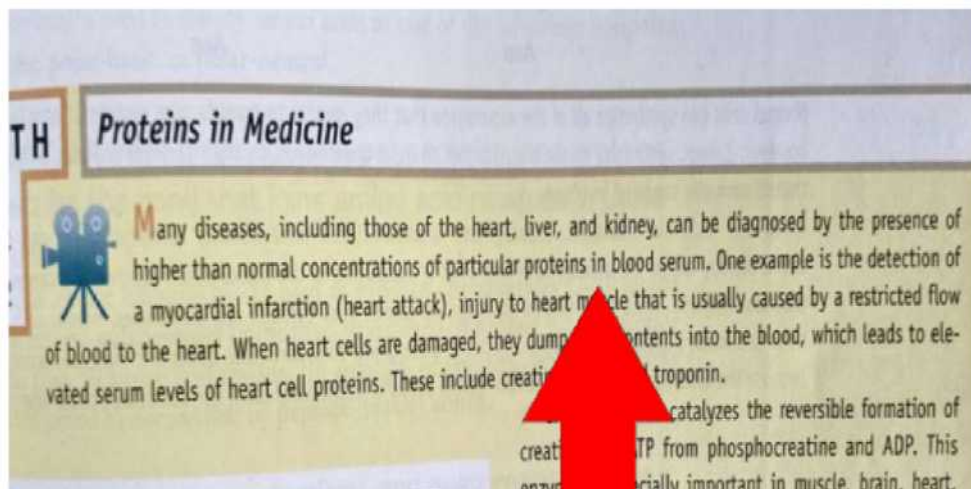 TH
Proteins in Medicine
Many diseases, including those of the heart, liver, and kidney, can be diagnosed by the presence of
higher than normal concentrations of particular proteins in blood serum. One example is the detection of
a myocardial infarction (heart attack), injury to heart muscle that is usually caused by a restricted flow
of blood to the heart. When heart cells are damaged, they dump contents into the blood, which leads to ele-
vated serum levels of heart cell proteins. These include troponin.
catalyzes the reversible formation of
from phosphocreatine and ADP. This
important in muscle, brain, heart,